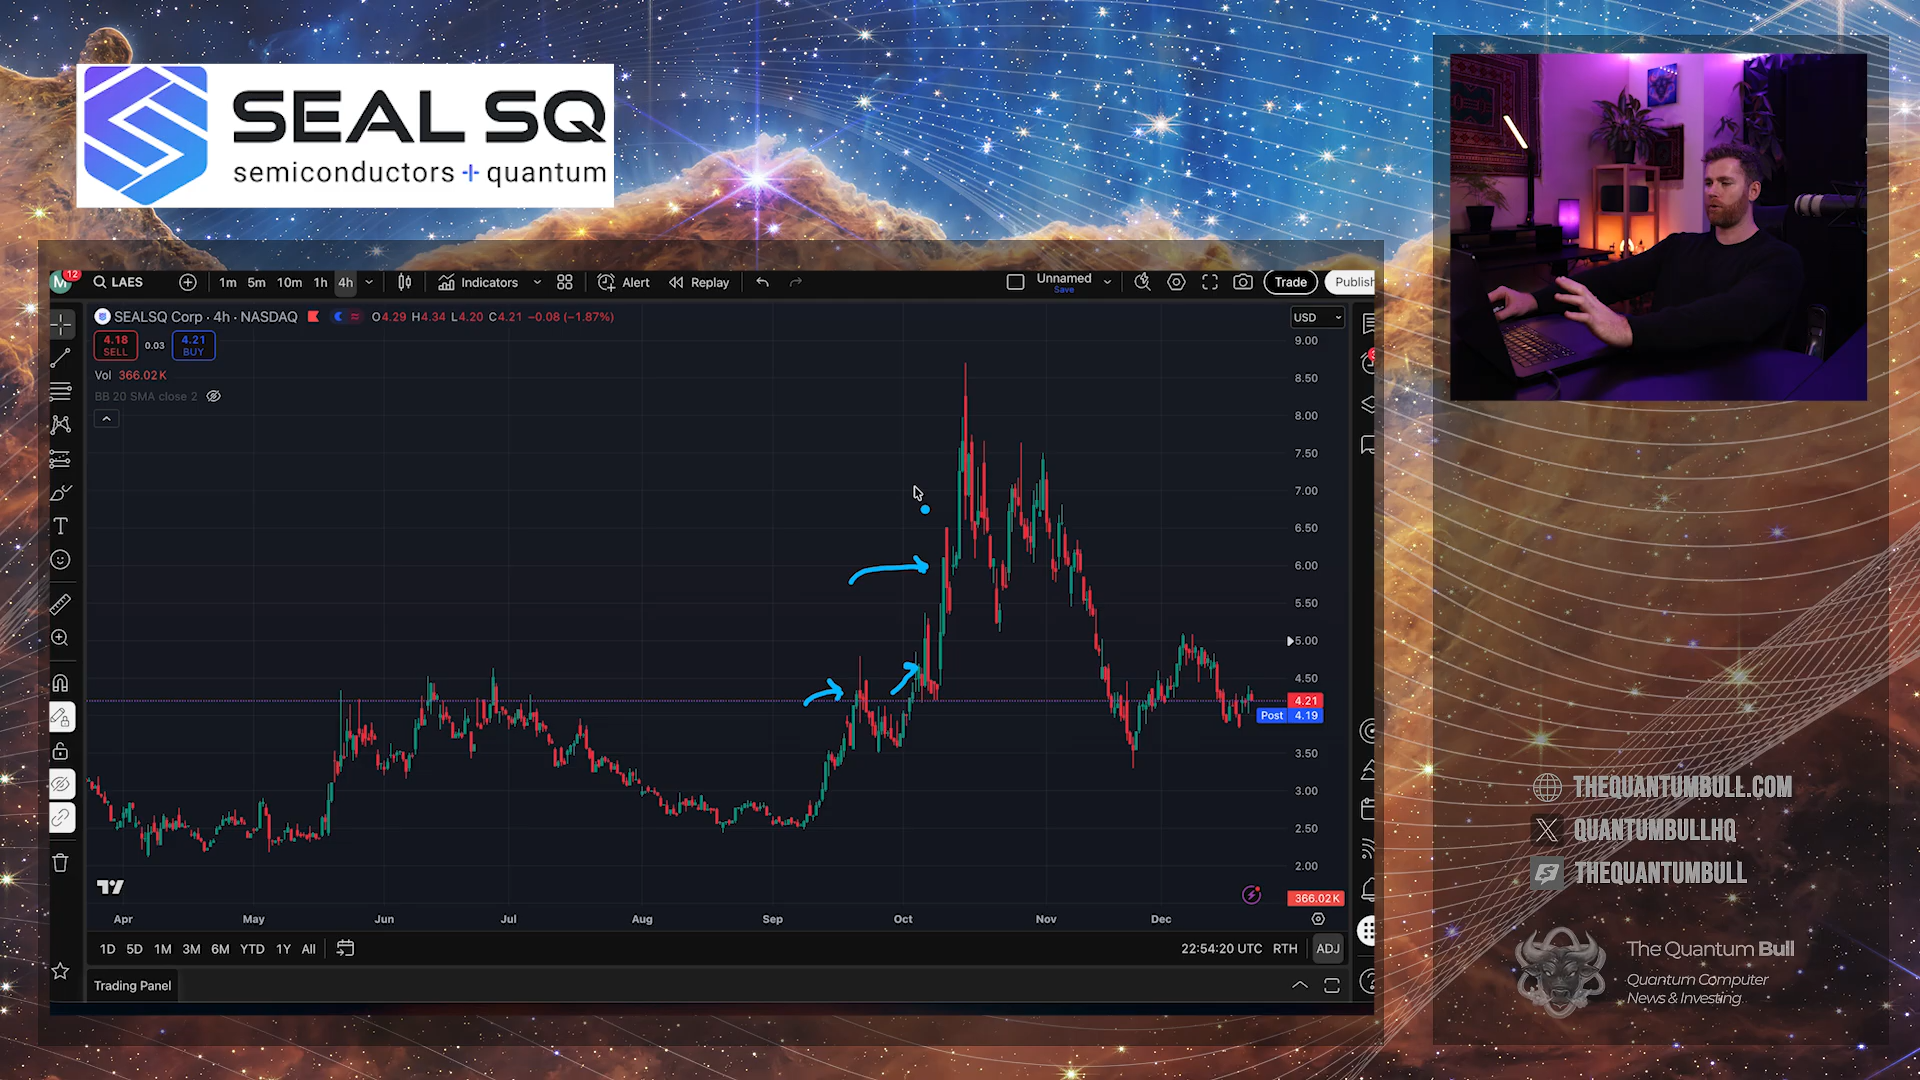 SEAL SQ
semiconductors + quantum
M 12 LAES 1m 5m 10m 1h 4h Indicators Alert Replay Unnamed Save Trade Publish
SEALSQ Corp · 4h · NASDAQ O4.29 H4.34 L4.20 C4.21 −0.08 (−1.87%) USD
4.18 SELL 0.03 4.21 BUY
Vol 366.02K
BB 20 SMA close 2
9.00
8.50
8.00
7.50
7.00
6.50
6.00
5.50
5.00
4.50
4.21
Post 4.19
3.50
3.00
2.50
2.00
366.02K
Apr May Jun Jul Aug Sep Oct Nov Dec
1D 5D 1M 3M 6M YTD 1Y All 22:54:20 UTC RTH ADJ
Trading Panel
THEQUANTUMBULL.COM
QUANTUMBULLHQ
THEQUANTUMBULL
The Quantum Bull
Quantum Computer
News & Investing